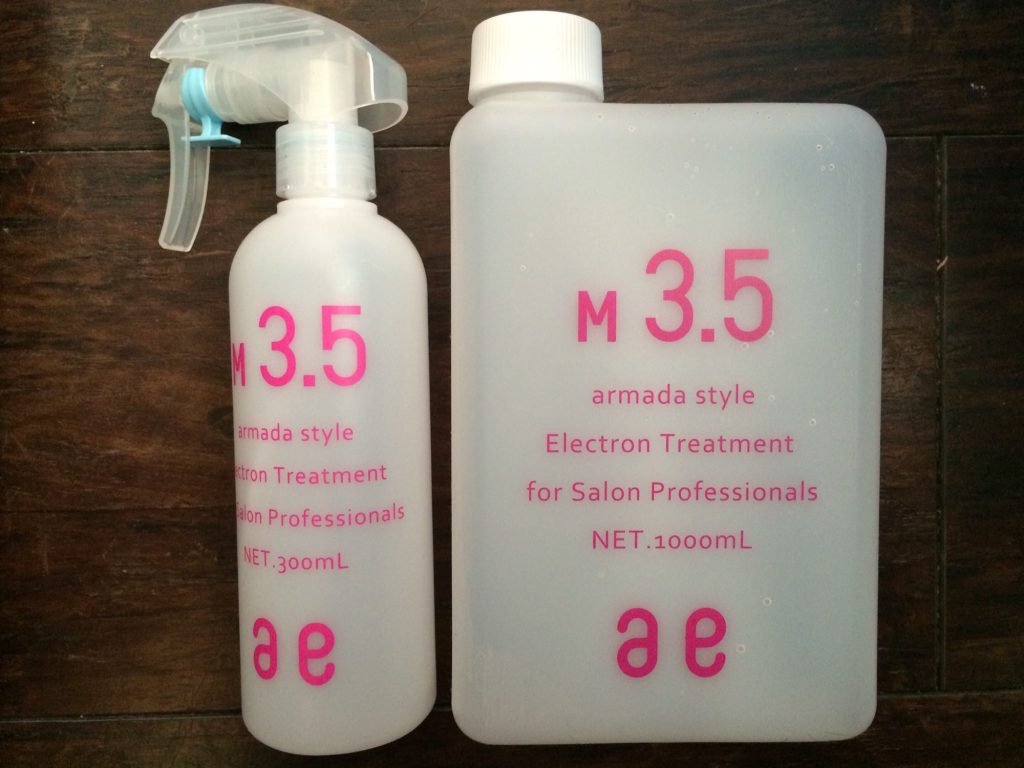 M 3.5
armada style
ctron Treatment
Salon Professionals
NET.300mL
ae
M 3.5
armada style
Electron Treatment
for Salon Professionals
NET.1000mL
ae